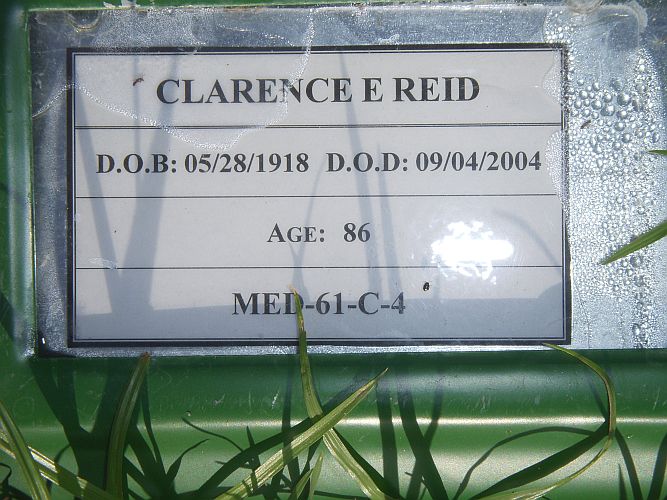 CLARENCE E REID
D.O.B: 05/28/1918 D.O.D: 09/04/2004
AGE: 86
MED-61-C-4